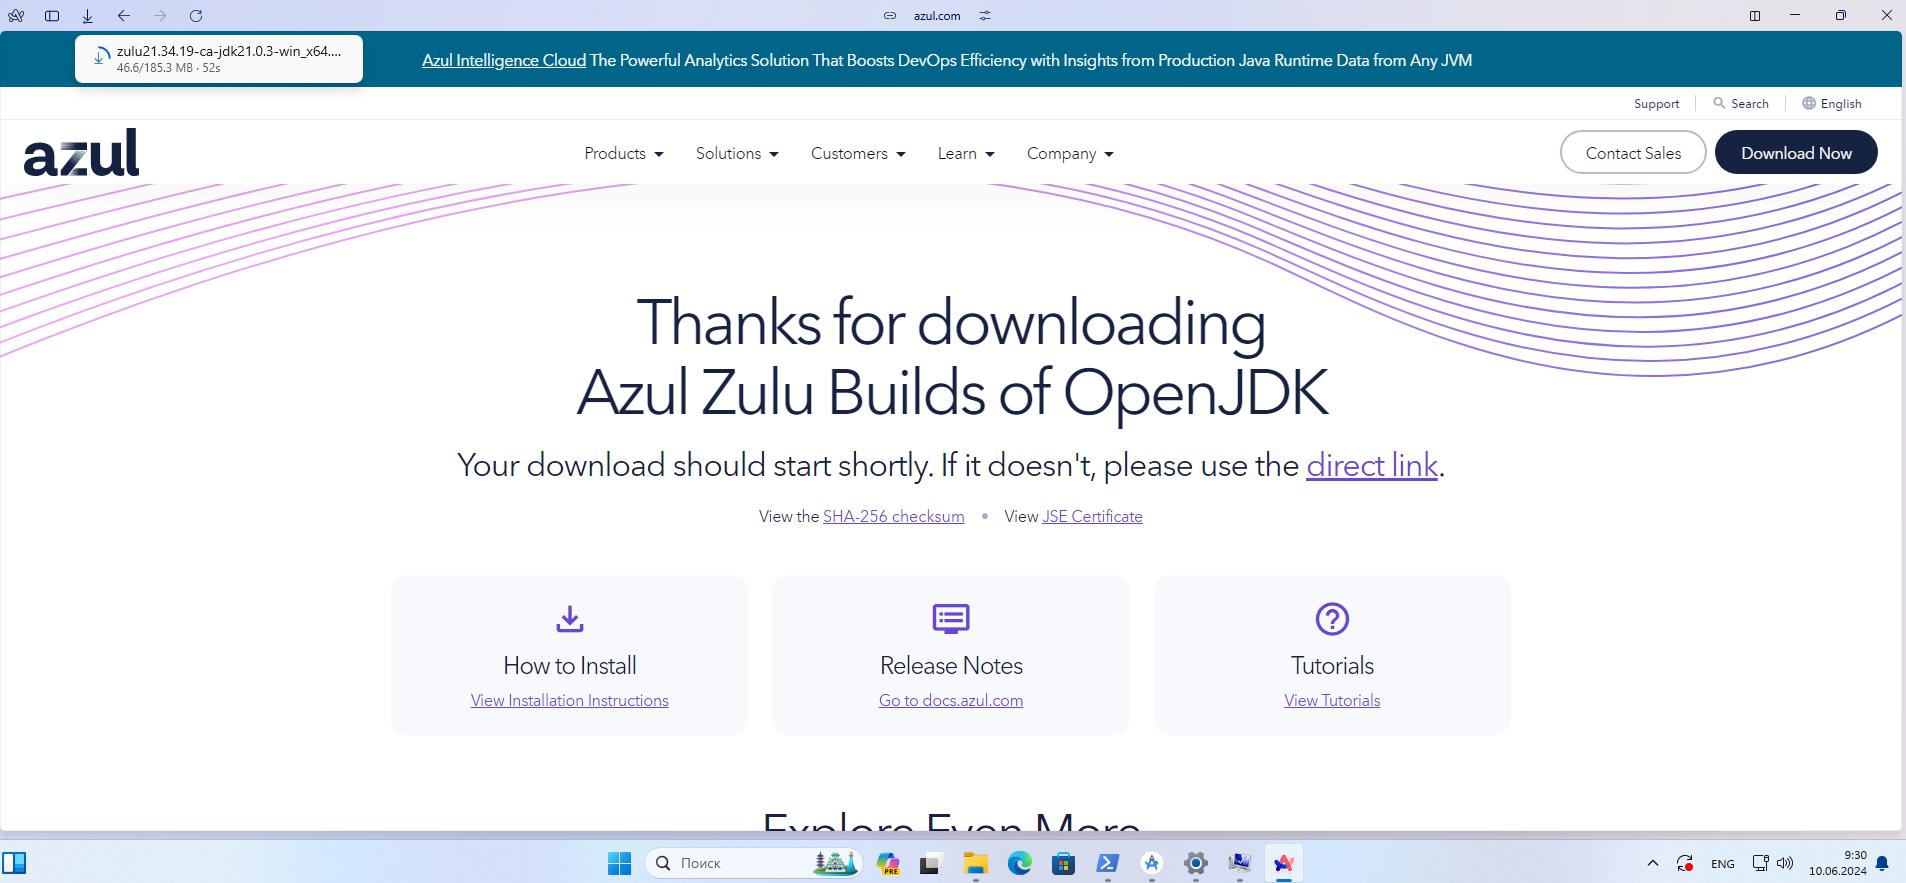 azul.com
zulu21.34.19-ca-jdk21.0.3-win_x64....
46.6/185.3 MB · 52s
Azul Intelligence Cloud The Powerful Analytics Solution That Boosts DevOps Efficiency with Insights from Production Java Runtime Data from Any JVM
Support Search English
azul Products Solutions Customers Learn Company Contact Sales Download Now
Thanks for downloading
Azul Zulu Builds of OpenJDK
Your download should start shortly. If it doesn't, please use the direct link.
View the SHA-256 checksum • View JSE Certificate
How to Install
View Installation Instructions
Release Notes
Go to docs.azul.com
Tutorials
View Tutorials
Explore Even More
Поиск
PRE
ENG
9:30
10.06.2024